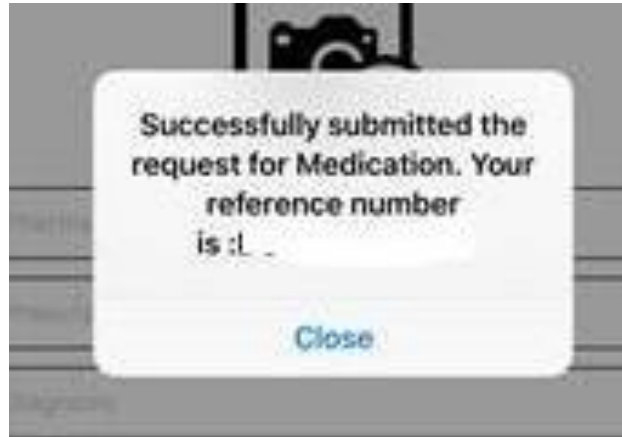 Successfully submitted the
request for Medication. Your
reference number
is :
Close